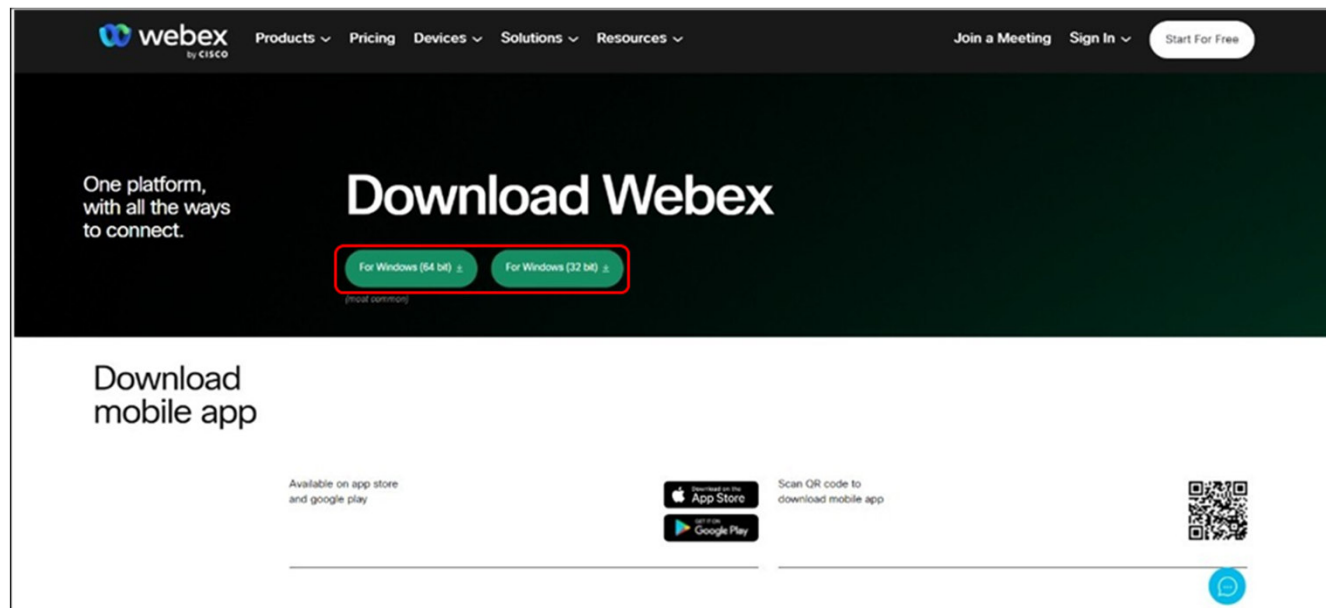 webex
by CISCO
Products
Pricing
Devices
Solutions
Resources
Join a Meeting
Sign In
Start For Free
One platform,
with all the ways
to connect.
Download Webex
For Windows (64 bit)
For Windows (32 bit)
(most common)
Download
mobile app
Available on app store
and google play
Download on the
App Store
GET IT ON
Google Play
Scan QR code to
download mobile app